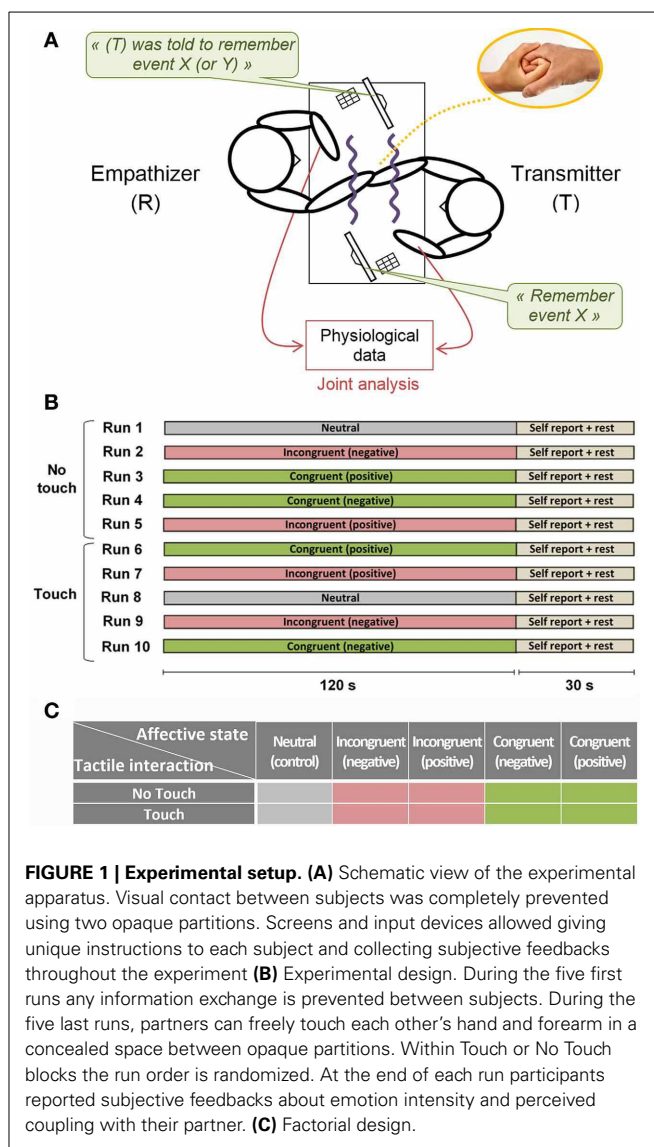 A
« (T) was told to remember
event X (or Y) »
Empathizer
(R)
Transmitter
(T)
« Remember
event X »
Physiological
data
Joint analysis
B
No
touch
Touch
Run 1 Neutral Self report + rest
Run 2 Incongruent (negative) Self report + rest
Run 3 Congruent (positive) Self report + rest
Run 4 Congruent (negative) Self report + rest
Run 5 Incongruent (positive) Self report + rest
Run 6 Congruent (positive) Self report + rest
Run 7 Incongruent (positive) Self report + rest
Run 8 Neutral Self report + rest
Run 9 Incongruent (negative) Self report + rest
Run 10 Congruent (negative) Self report + rest
120 s 30 s
C
Affective state
Tactile interaction
Neutral
(control)
Incongruent
(negative)
Incongruent
(positive)
Congruent
(negative)
Congruent
(positive)
No Touch
Touch
FIGURE 1 | Experimental setup. (A) Schematic view of the experimental
apparatus. Visual contact between subjects was completely prevented
using two opaque partitions. Screens and input devices allowed giving
unique instructions to each subject and collecting subjective feedbacks
throughout the experiment (B) Experimental design. During the five first
runs any information exchange is prevented between subjects. During the
five last runs, partners can freely touch each other's hand and forearm in a
concealed space between opaque partitions. Within Touch or No Touch
blocks the run order is randomized. At the end of each run participants
reported subjective feedbacks about emotion intensity and perceived
coupling with their partner. (C) Factorial design.